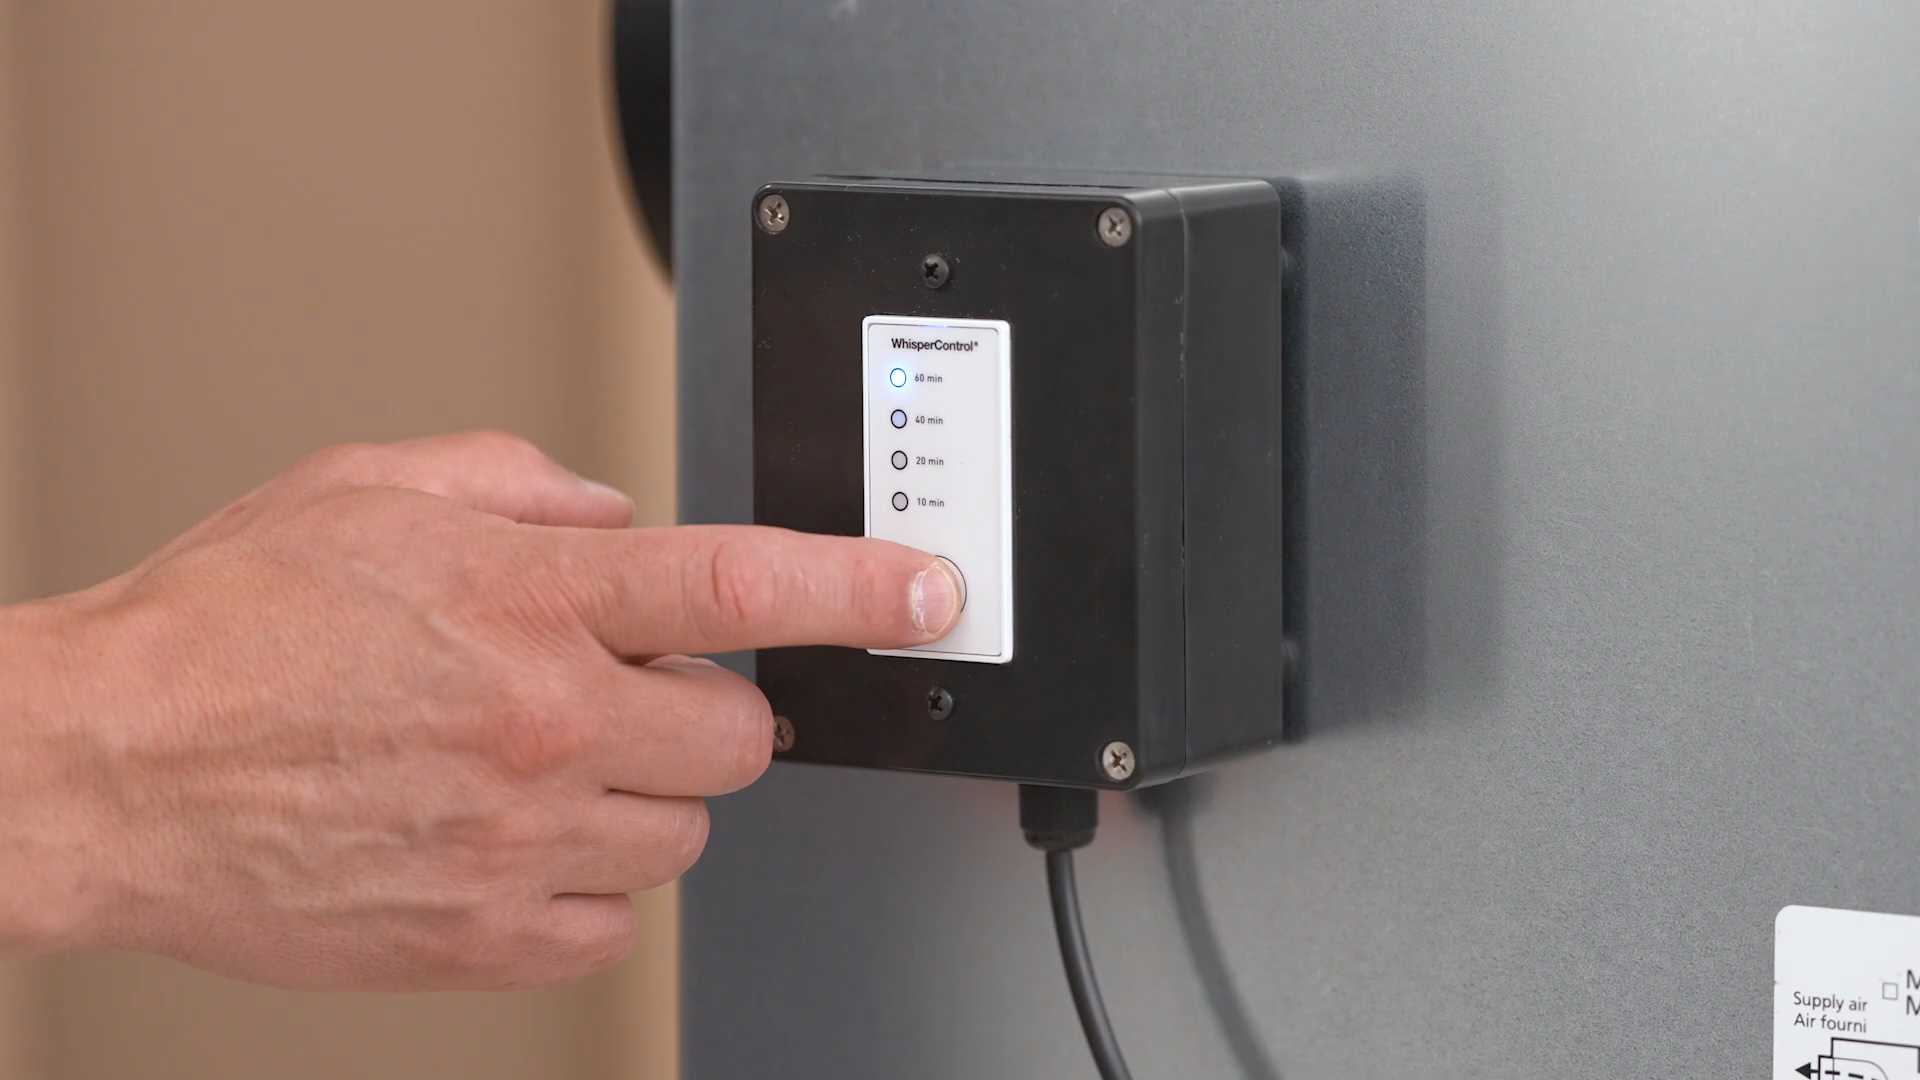 WhisperControl®
60 min
40 min
20 min
10 min
Supply air
Air fourni
M
M